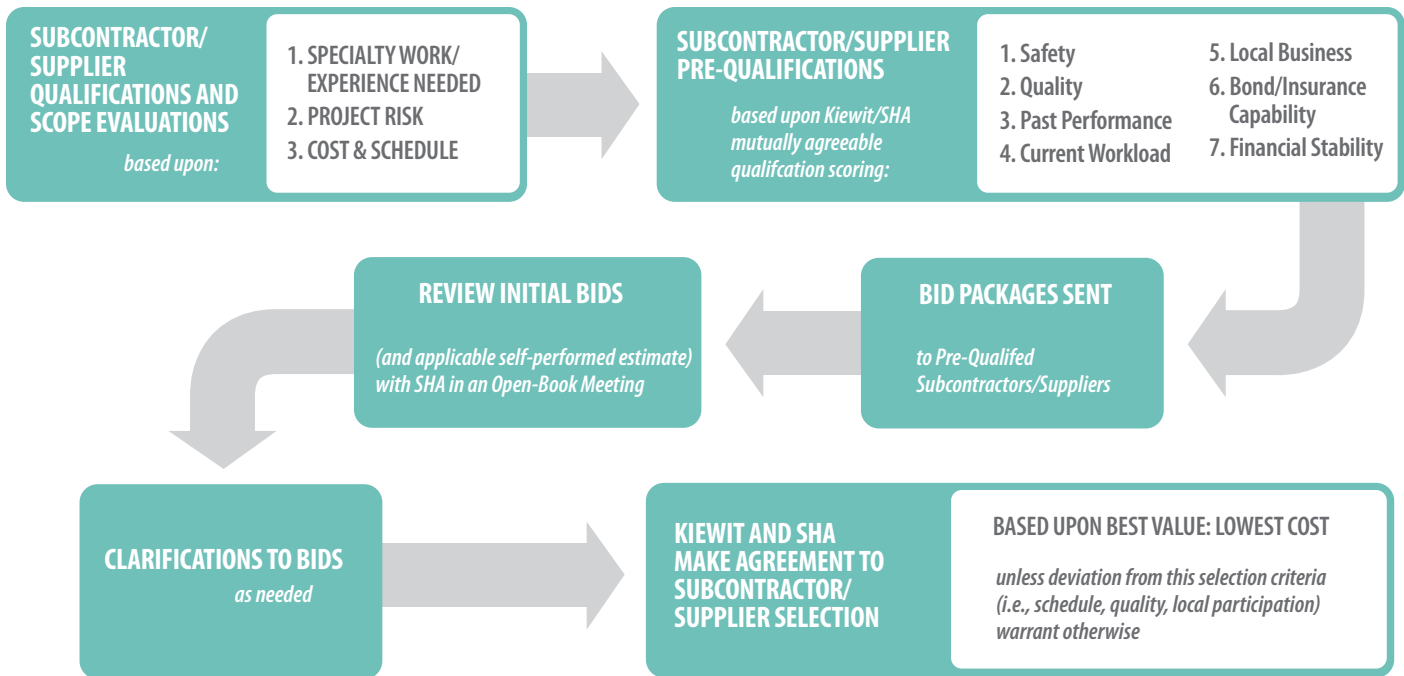 SUBCONTRACTOR/
SUPPLIER
QUALIFICATIONS AND
SCOPE EVALUATIONS
based upon:
1. SPECIALTY WORK/
EXPERIENCE NEEDED
2. PROJECT RISK
3. COST & SCHEDULE
SUBCONTRACTOR/SUPPLIER
PRE-QUALIFICATIONS
based upon Kiewit/SHA
mutually agreeable
qualifcation scoring:
1. Safety
2. Quality
3. Past Performance
4. Current Workload
5. Local Business
6. Bond/Insurance
Capability
7. Financial Stability
BID PACKAGES SENT
to Pre-Qualifed
Subcontractors/Suppliers
REVIEW INITIAL BIDS
(and applicable self-performed estimate)
with SHA in an Open-Book Meeting
CLARIFICATIONS TO BIDS
as needed
KIEWIT AND SHA
MAKE AGREEMENT TO
SUBCONTRACTOR/
SUPPLIER SELECTION
BASED UPON BEST VALUE: LOWEST COST
unless deviation from this selection criteria
(i.e., schedule, quality, local participation)
warrant otherwise